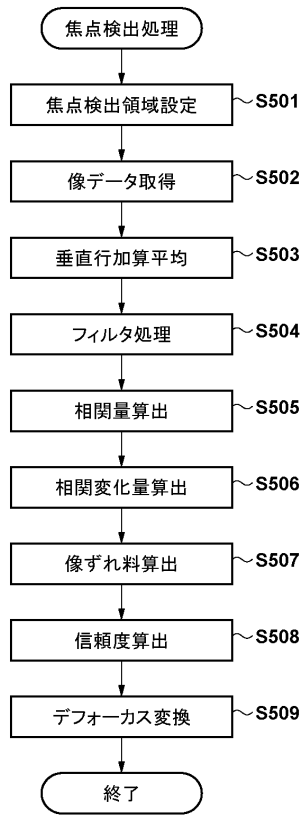 焦点検出処理
焦点検出領域設定 S501
像データ取得 S502
垂直行加算平均 S503
フィルタ処理 S504
相関量算出 S505
相関変化量算出 S506
像ずれ料算出 S507
信頼度算出 S508
デフォーカス変換 S509
終了